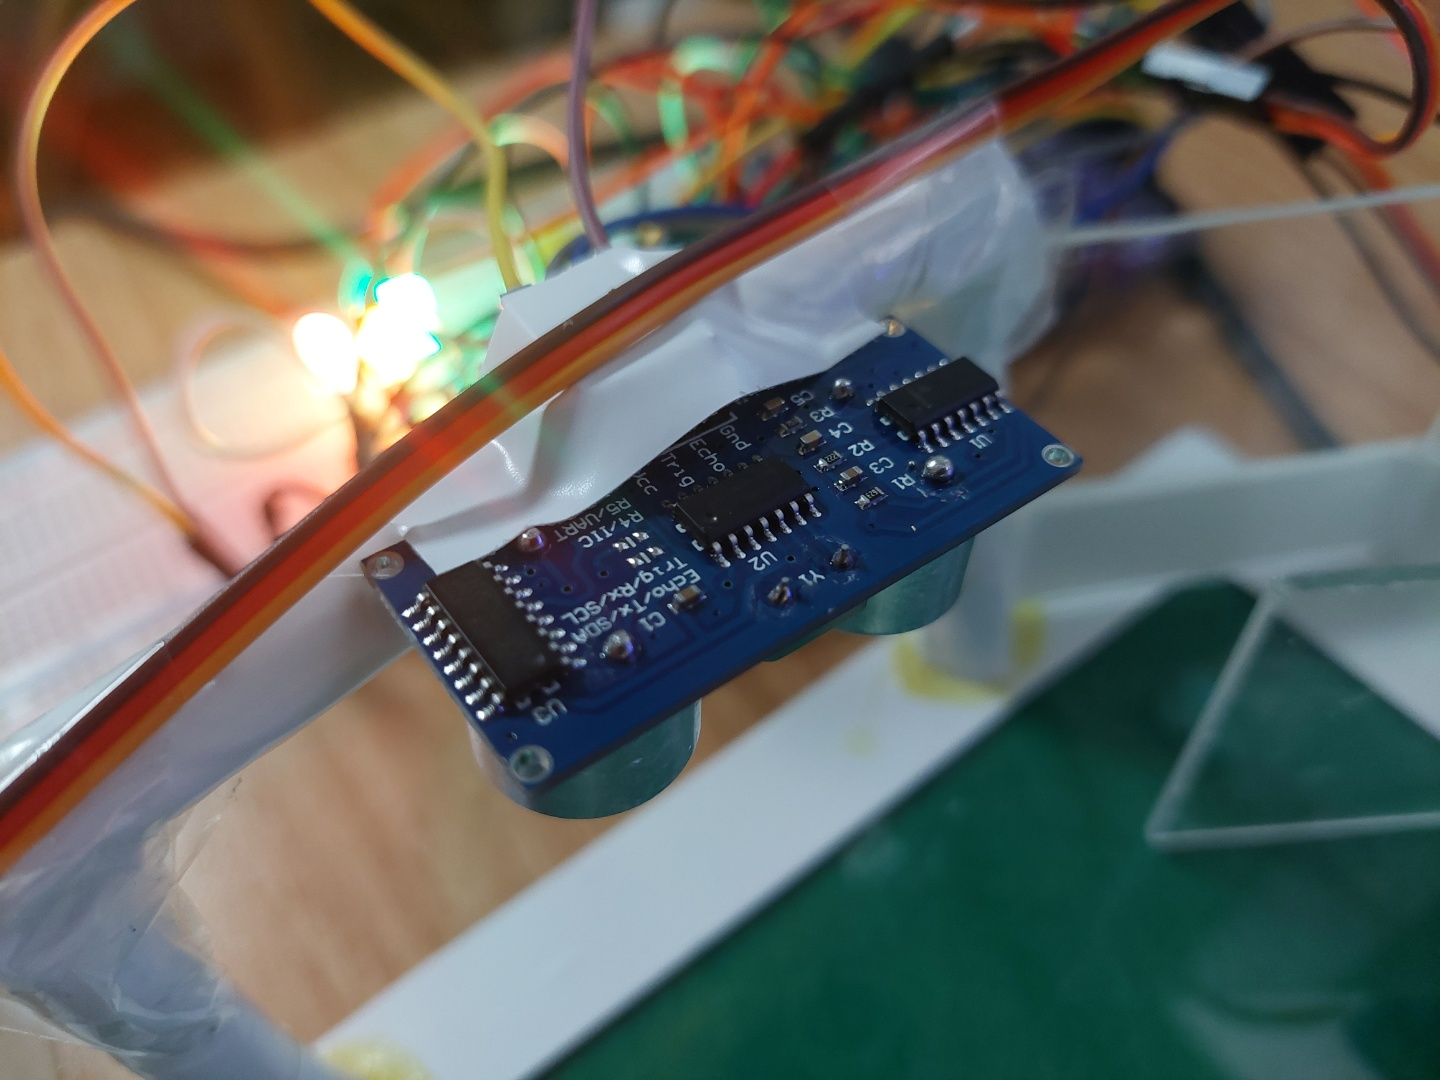 Gnd
Echo
Trig
cc
R5/UART
R4/IIC
Trig/Rx/SCL
Echo/Tx/SDA
C1
U3
U2
Y1
C5
R3
C4
R2
C3
R1
U1